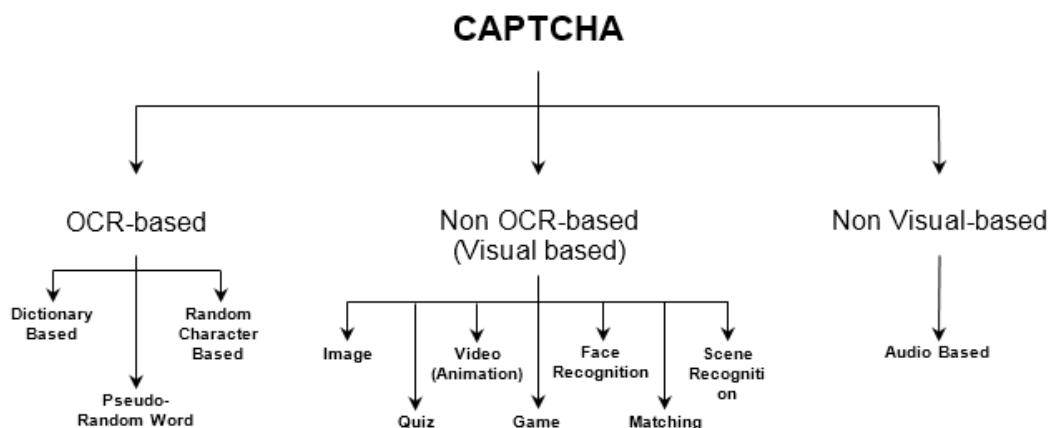 CAPTCHA
OCR-based
Non OCR-based
(Visual based)
Non Visual-based
Dictionary
Based
Random
Character
Based
Pseudo-
Random Word
Image
Video
(Animation)
Face
Recognition
Scene
Recogniti
on
Quiz
Game
Matching
Audio Based